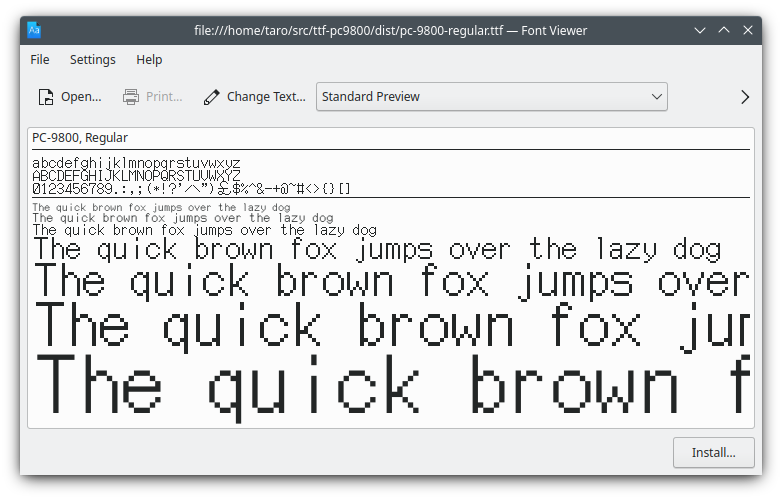 file:///home/taro/src/ttf-pc9800/dist/pc-9800-regular.ttf — Font Viewer
File Settings Help
Open... Print... Change Text... Standard Preview
PC-9800, Regular
abcdefghijklmnopqrstuvwxyz
ABCDEFGHIJKLMNOPQRSTUVWXYZ
0123456789.:,;(*!?'/\")£$%^&-+@~#<>{}[]
The quick brown fox jumps over the lazy dog
The quick brown fox jumps over the lazy dog
The quick brown fox jumps over the lazy dog
The quick brown fox jumps over the lazy dog
The quick brown fox jumps over
The quick brown fox jur
The quick brown f
Install...